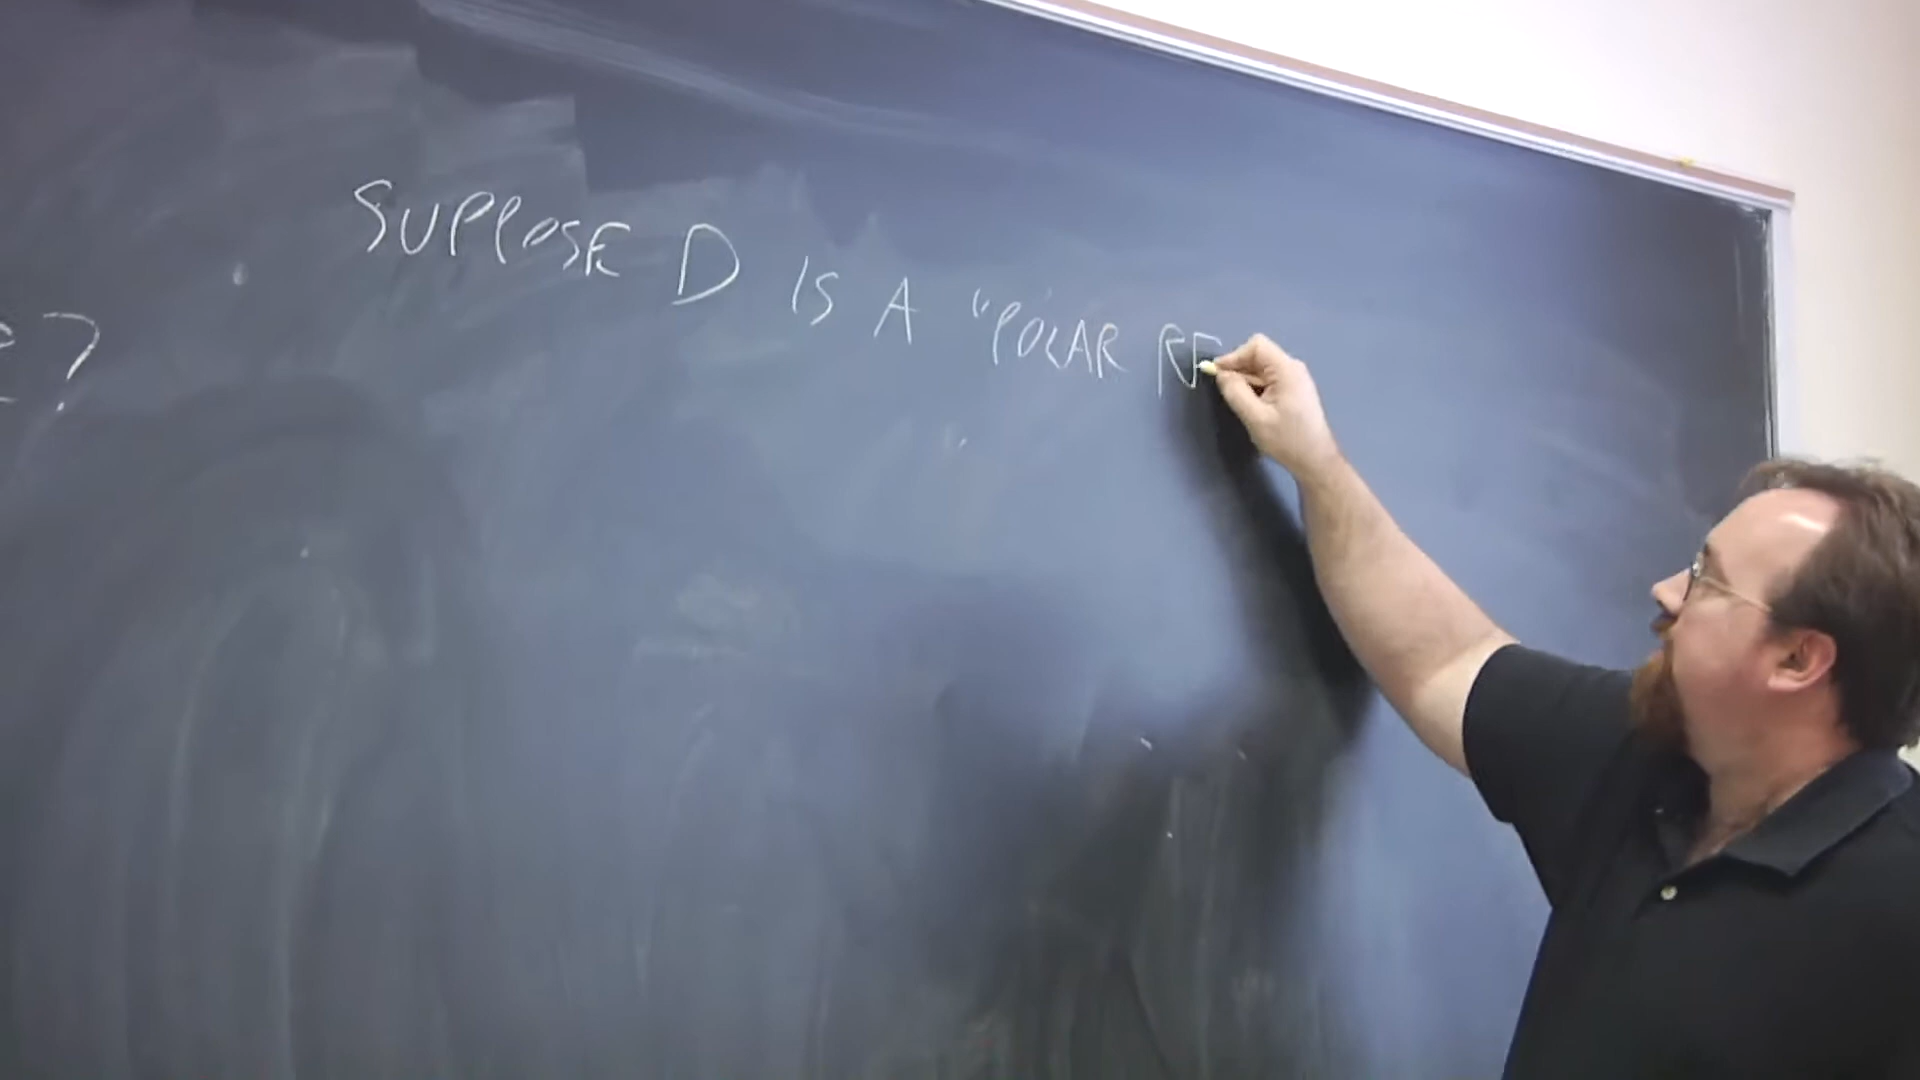 SUPPOSE D IS A "POLAR RE
?